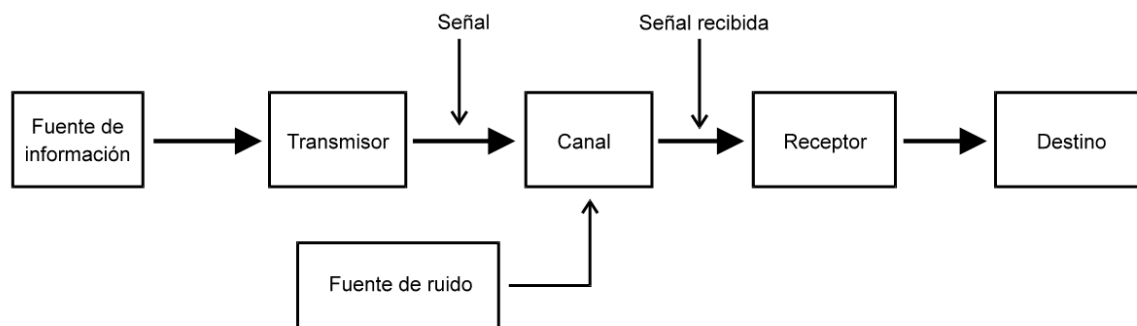 Señal
Señal recibida
Fuente de
información
Transmisor
Canal
Receptor
Destino
Fuente de ruido